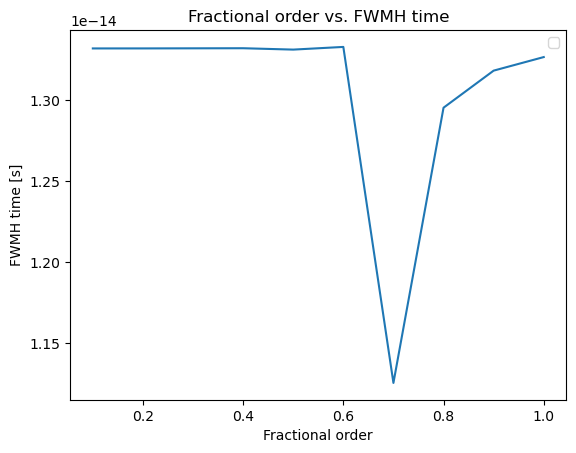 Fractional order vs. FWMH time
1e−14
1.30
1.25
1.20
1.15
FWMH time [s]
0.2 0.4 0.6 0.8 1.0
Fractional order